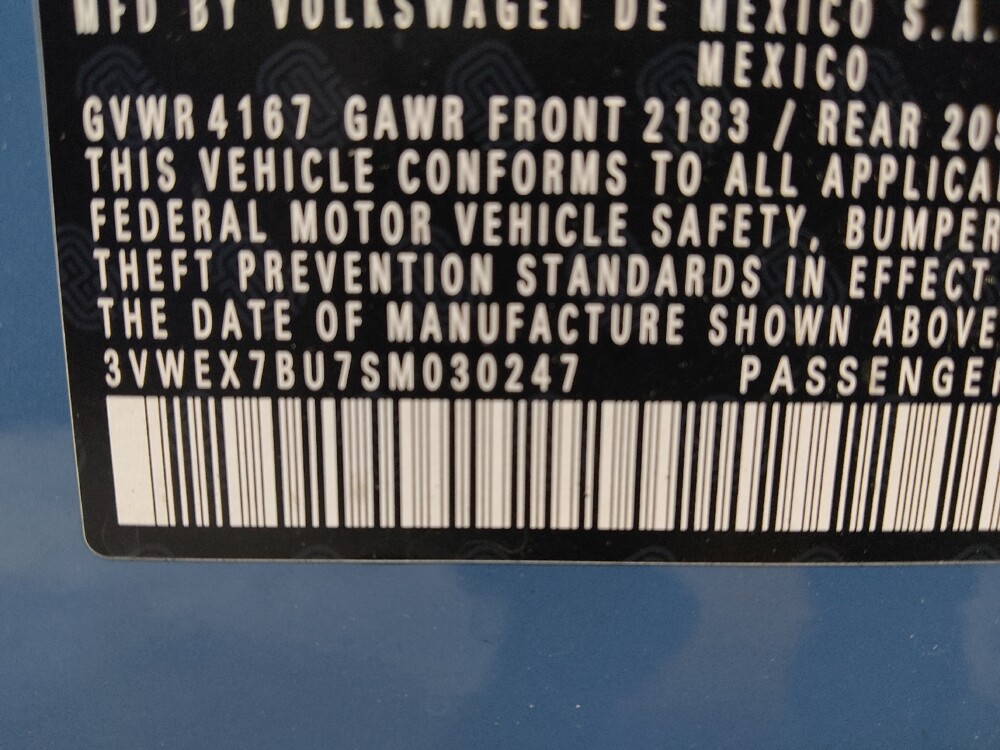 MFD BY VOLKSWAGEN DE MEXICO S.A.
MEXICO
GVWR 4167 GAWR FRONT 2183 / REAR
THIS VEHICLE CONFORMS TO ALL
FEDERAL MOTOR VEHICLE SAFETY, BUMPER
THEFT PREVENTION STANDARDS IN EFFECT
THE DATE OF MANUFACTURE SHOWN ABOVE
3VWEX7BU7SM030247 PASSENGER